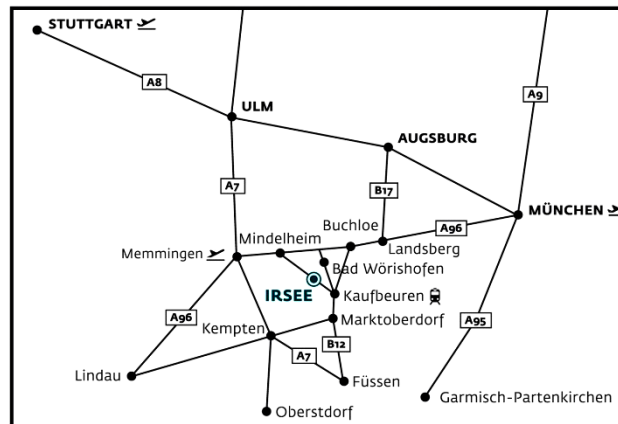 STUTTGART
A8
A9
ULM
AUGSBURG
A7
B17
MÜNCHEN
Buchloe
A96
Mindelheim
Landsberg
Memmingen
Bad Wörishofen
IRSEE
Kaufbeuren
A96
Kempten
Marktoberdorf
A95
B12
A7
Lindau
Füssen
Garmisch-Partenkirchen
Oberstdorf